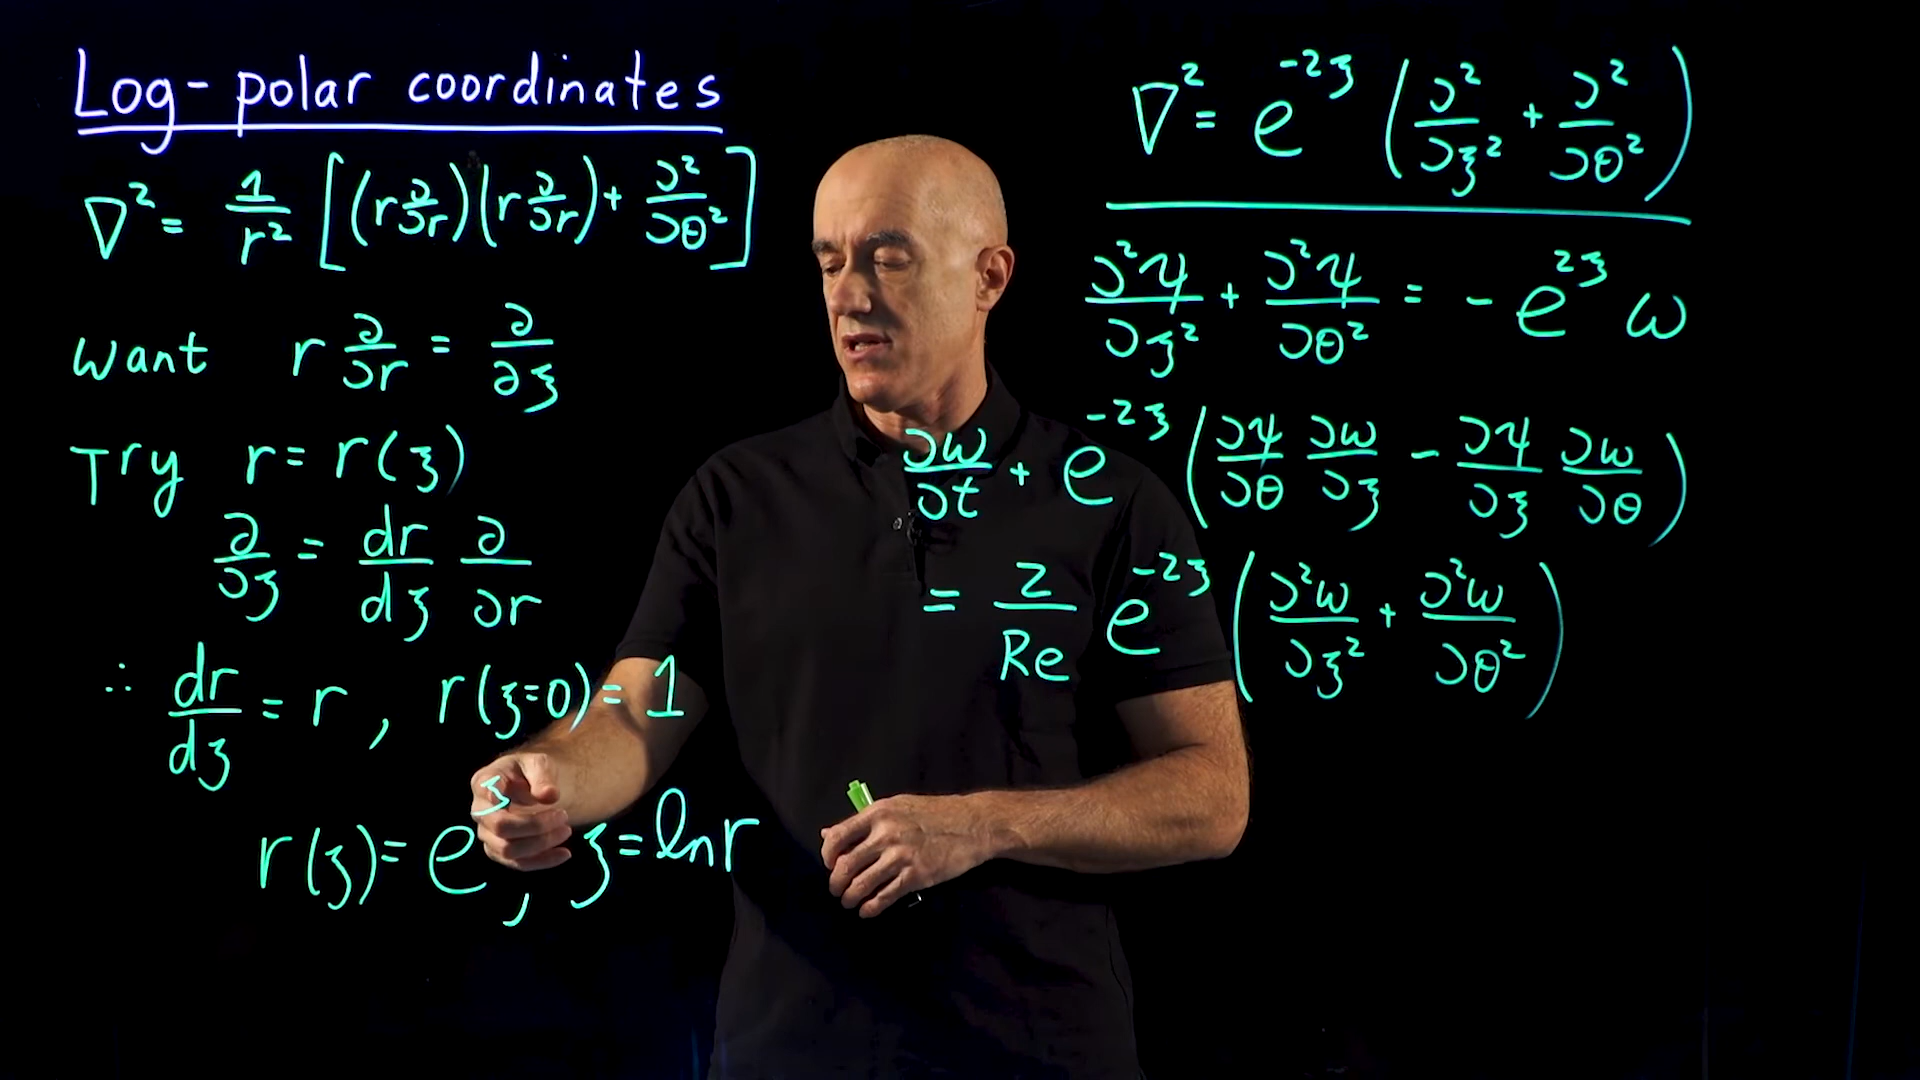 Log-polar coordinates
∇² = 1/r² [(r ∂/∂r)(r ∂/∂r) + ∂²/∂θ²]
want r ∂/∂r = ∂/∂ξ
Try r = r(ξ)
∂/∂ξ = dr/dξ ∂/∂r
∴ dr/dξ = r, r(ξ=0) = 1
r(ξ) = e^ξ, ξ = ln r
∇² = e^(-2ξ) (∂²/∂ξ² + ∂²/∂θ²)
∂²ψ/∂ξ² + ∂²ψ/∂θ² = - e^(2ξ) ω
∂ω/∂t + e^(-2ξ) (∂ψ/∂θ ∂ω/∂ξ - ∂ψ/∂ξ ∂ω/∂θ)
= 2/Re e^(-2ξ) (∂²ω/∂ξ² + ∂²ω/∂θ²)